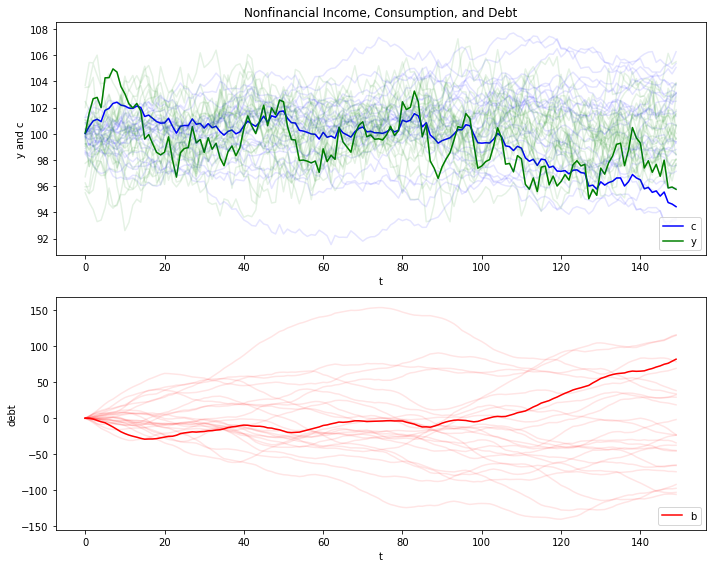 Nonfinancial Income, Consumption, and Debt
108
106
104
102
100
98
96
94
92
y and c
0 20 40 60 80 100 120 140
t
c
y
150
100
50
0
−50
−100
−150
debt
0 20 40 60 80 100 120 140
t
b